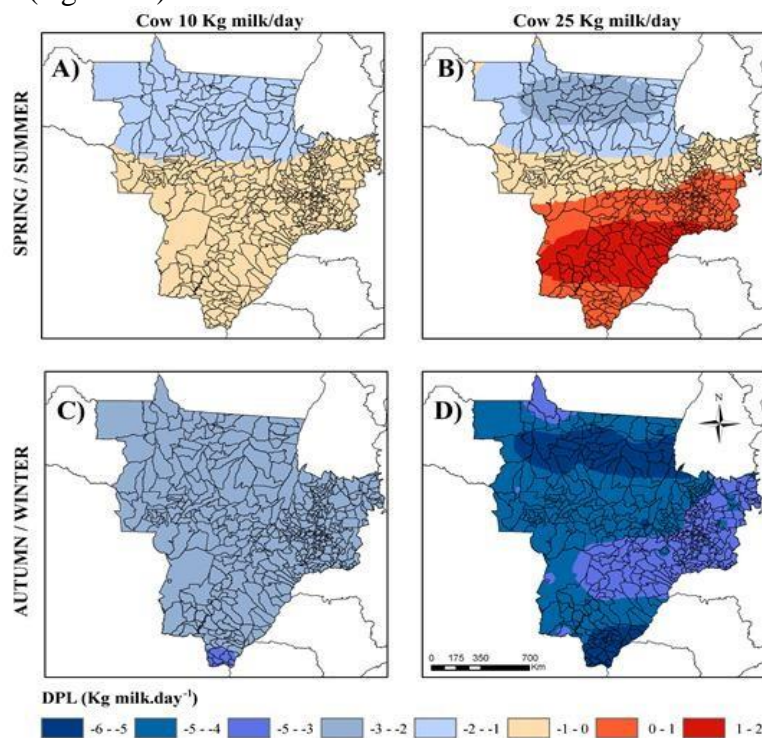 Cow 10 Kg milk/day
Cow 25 Kg milk/day
SPRING / SUMMER
A)
B)
AUTUMN / WINTER
C)
D)
N
0 175 350 700
Km
DPL (Kg milk.day⁻¹)
-6 - -5 -5 - -4 -5 - -3 -3 - -2 -2 - -1 -1 - 0 0 - 1 1 - 2